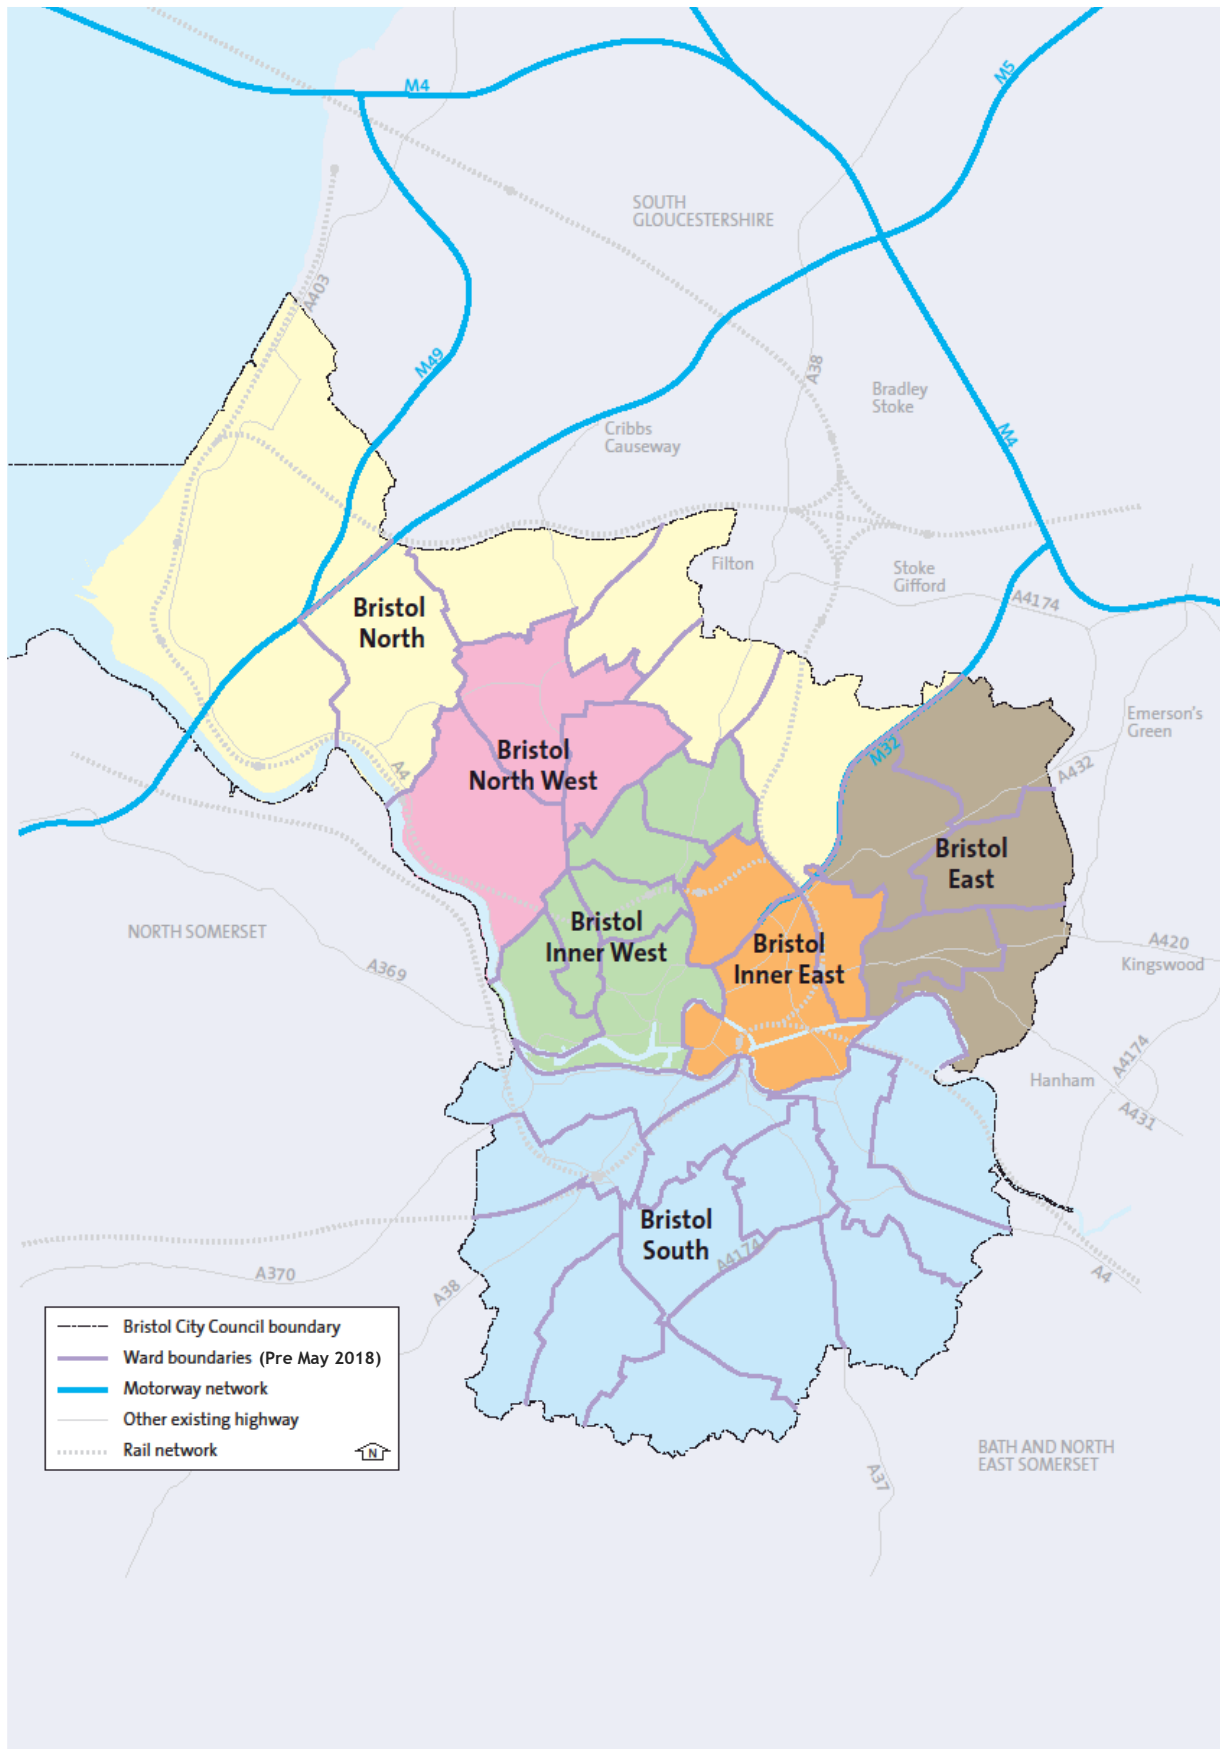 M4
M5
SOUTH
GLOUCESTERSHIRE
A403
M49
A38
Bradley
Stoke
Cribbs
Causeway
M4
Filton
Stoke
Gifford
A4174
Bristol
North
Emerson's
Green
M32
Bristol
North West
A4
A432
Bristol
East
NORTH SOMERSET
Bristol
Inner West
Bristol
Inner East
A420
Kingswood
A369
A4174
Hanham
A431
Bristol
South
A4174
A370
A38
A4
Bristol City Council boundary
Ward boundaries (Pre May 2018)
Motorway network
Other existing highway
Rail network
N
BATH AND NORTH
EAST SOMERSET
A37